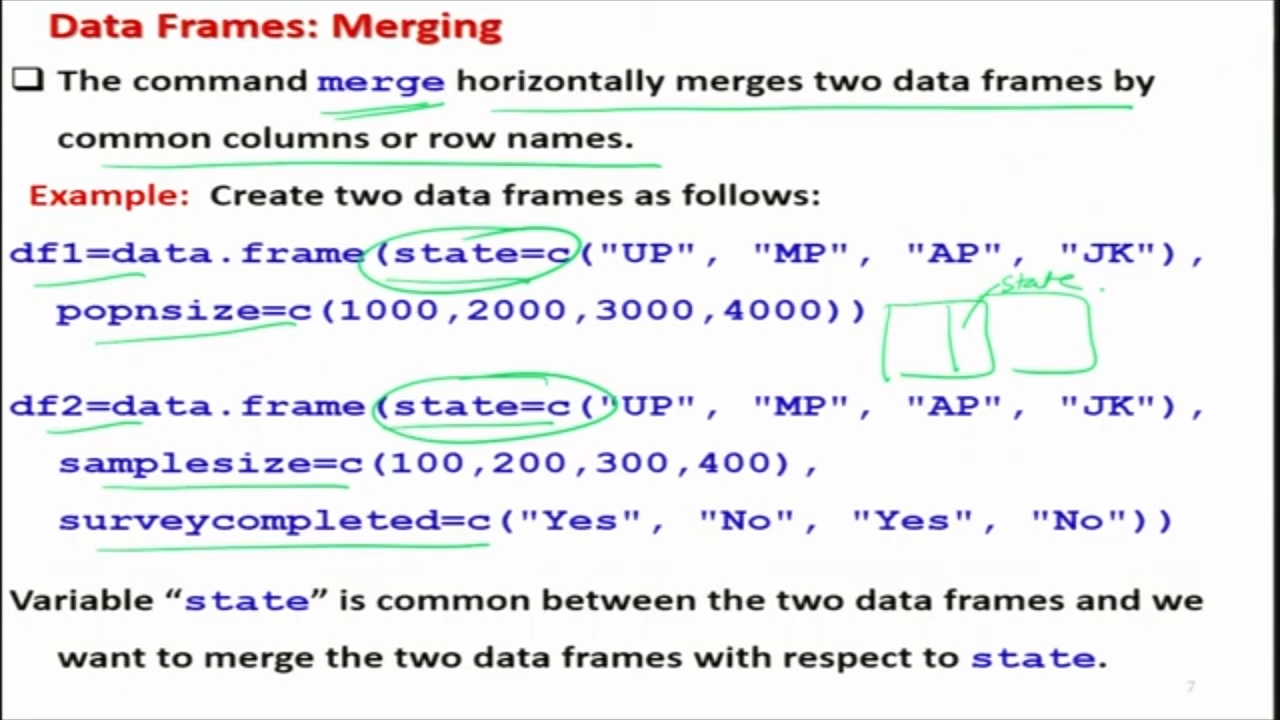 Data Frames: Merging
The command merge horizontally merges two data frames by
common columns or row names.
Example: Create two data frames as follows:
df1=data.frame(state=c("UP", "MP", "AP", "JK"),
popnsize=c(1000,2000,3000,4000))
state.
df2=data.frame(state=c("UP", "MP", "AP", "JK"),
samplesize=c(100,200,300,400),
surveycompleted=c("Yes", "No", "Yes", "No"))
Variable “state” is common between the two data frames and we
want to merge the two data frames with respect to state.
7